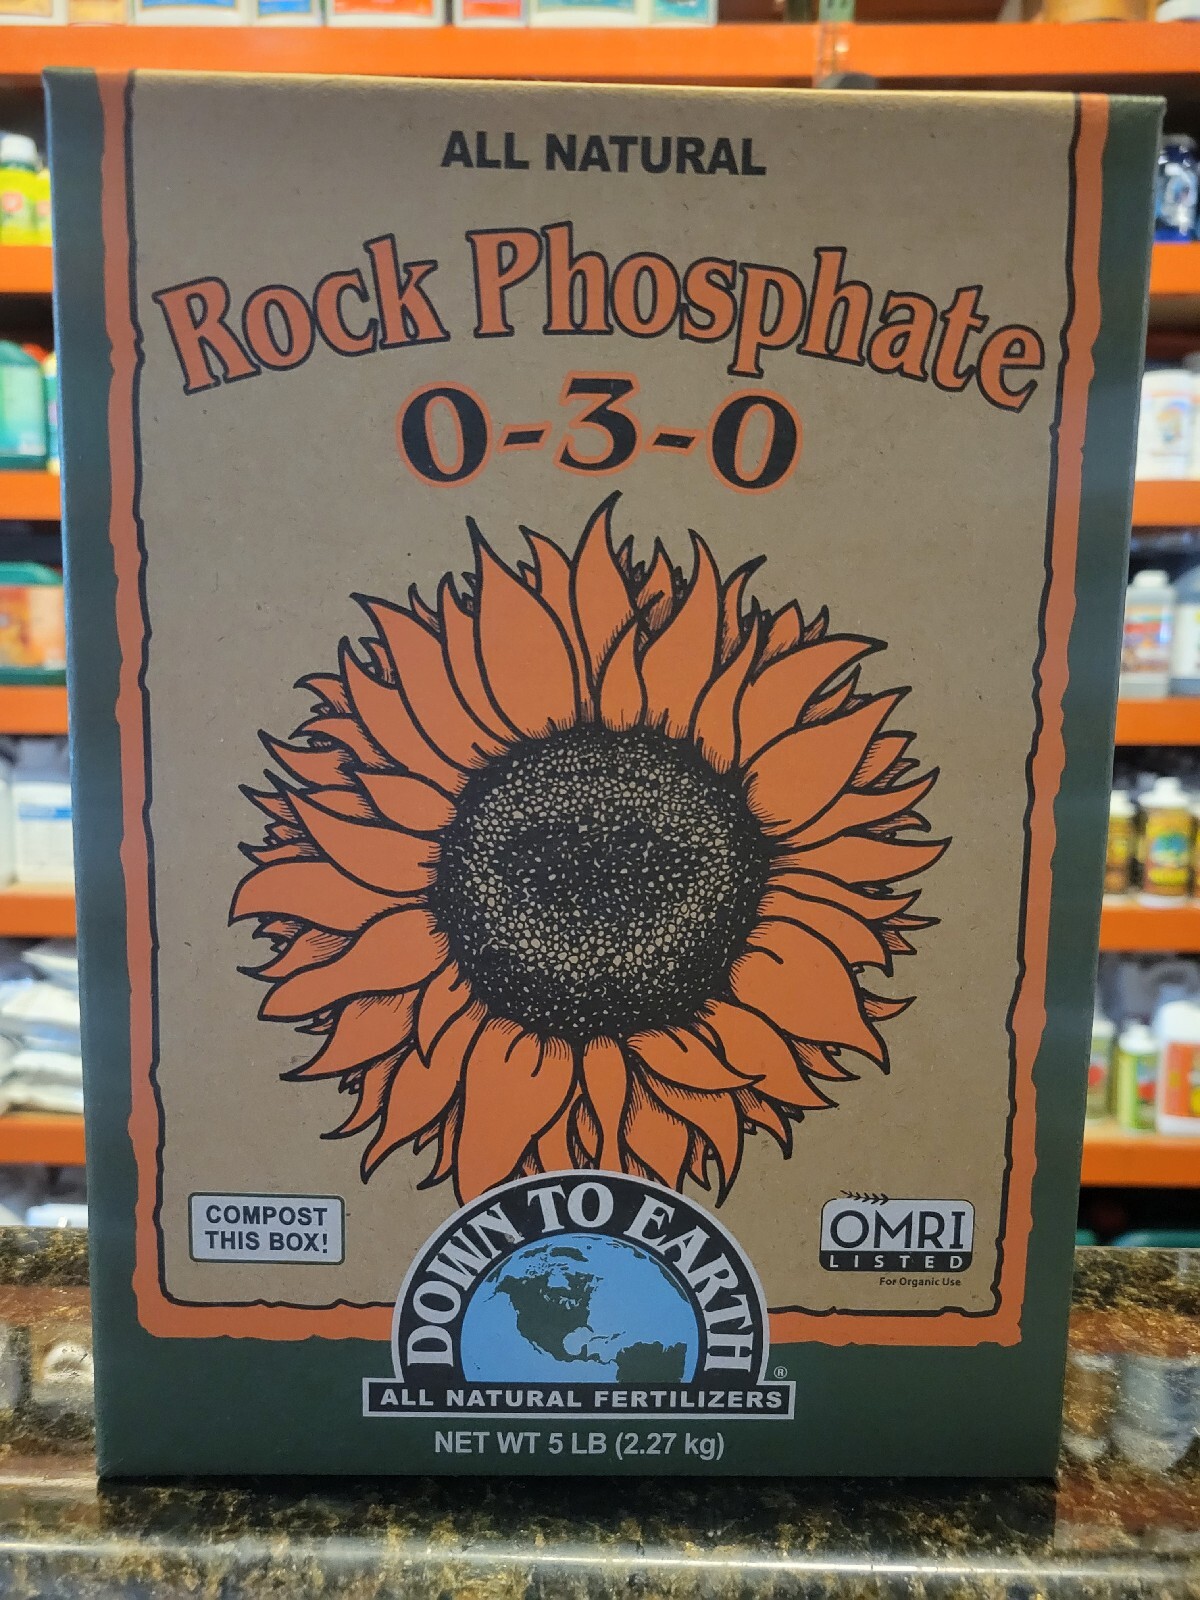 ALL NATURAL
Rock Phosphate
0-3-0
COMPOST
THIS BOX!
OMRI
LISTED
For Organic Use
DOWN TO EARTH
®
ALL NATURAL FERTILIZERS
NET WT 5 LB (2.27 kg)